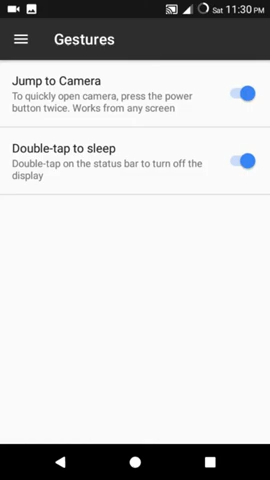 Sat 11:30 PM
Gestures
Jump to Camera
To quickly open camera, press the power
button twice. Works from any screen
Double-tap to sleep
Double-tap on the status bar to turn off the
display